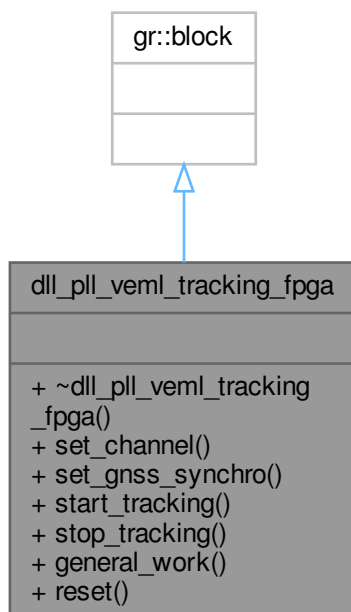 gr::block
dll_pll_veml_tracking_fpga
+ ~dll_pll_veml_tracking
_fpga()
+ set_channel()
+ set_gnss_synchro()
+ start_tracking()
+ stop_tracking()
+ general_work()
+ reset()